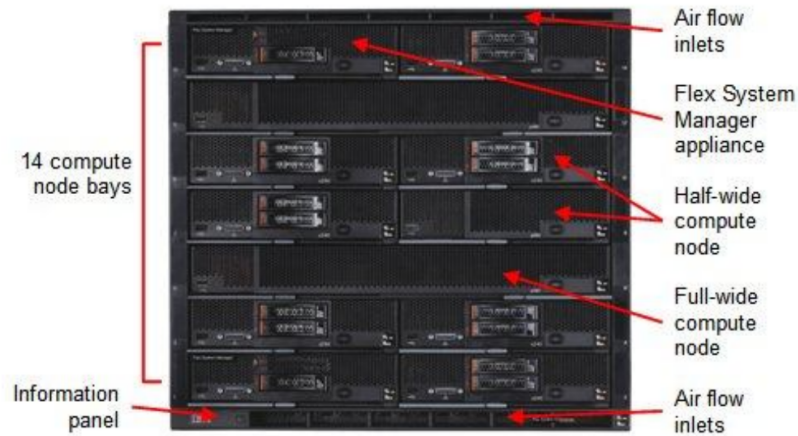 Air flow
inlets
Flex System
Manager
appliance
14 compute
node bays
Half-wide
compute
node
Full-wide
compute
node
Information
panel
Air flow
inlets